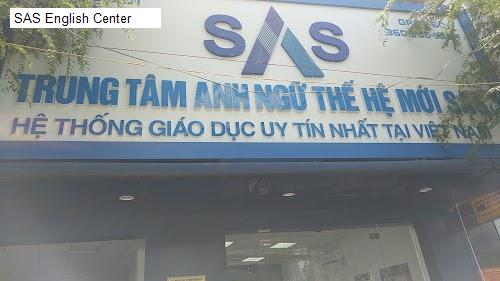 SAS English Center
SAS
TRUNG TÂM ANH NGỮ THẾ HỆ MỚI
HỆ THỐNG GIÁO DỤC UY TÍN NHẤT TẠI VIỆT NAM